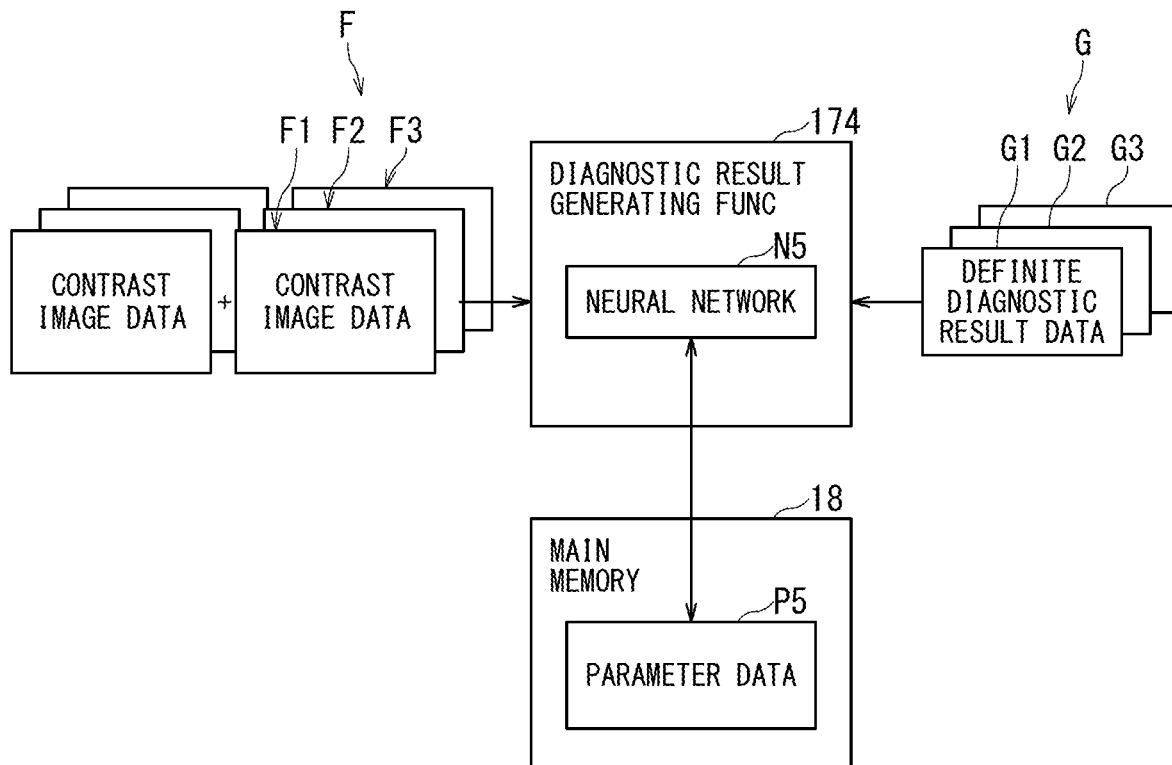 F
F1 F2 F3
CONTRAST
IMAGE DATA
+
CONTRAST
IMAGE DATA
174
DIAGNOSTIC RESULT
GENERATING FUNC
N5
NEURAL NETWORK
G
G1 G2 G3
DEFINITE
DIAGNOSTIC
RESULT DATA
18
MAIN
MEMORY
P5
PARAMETER DATA